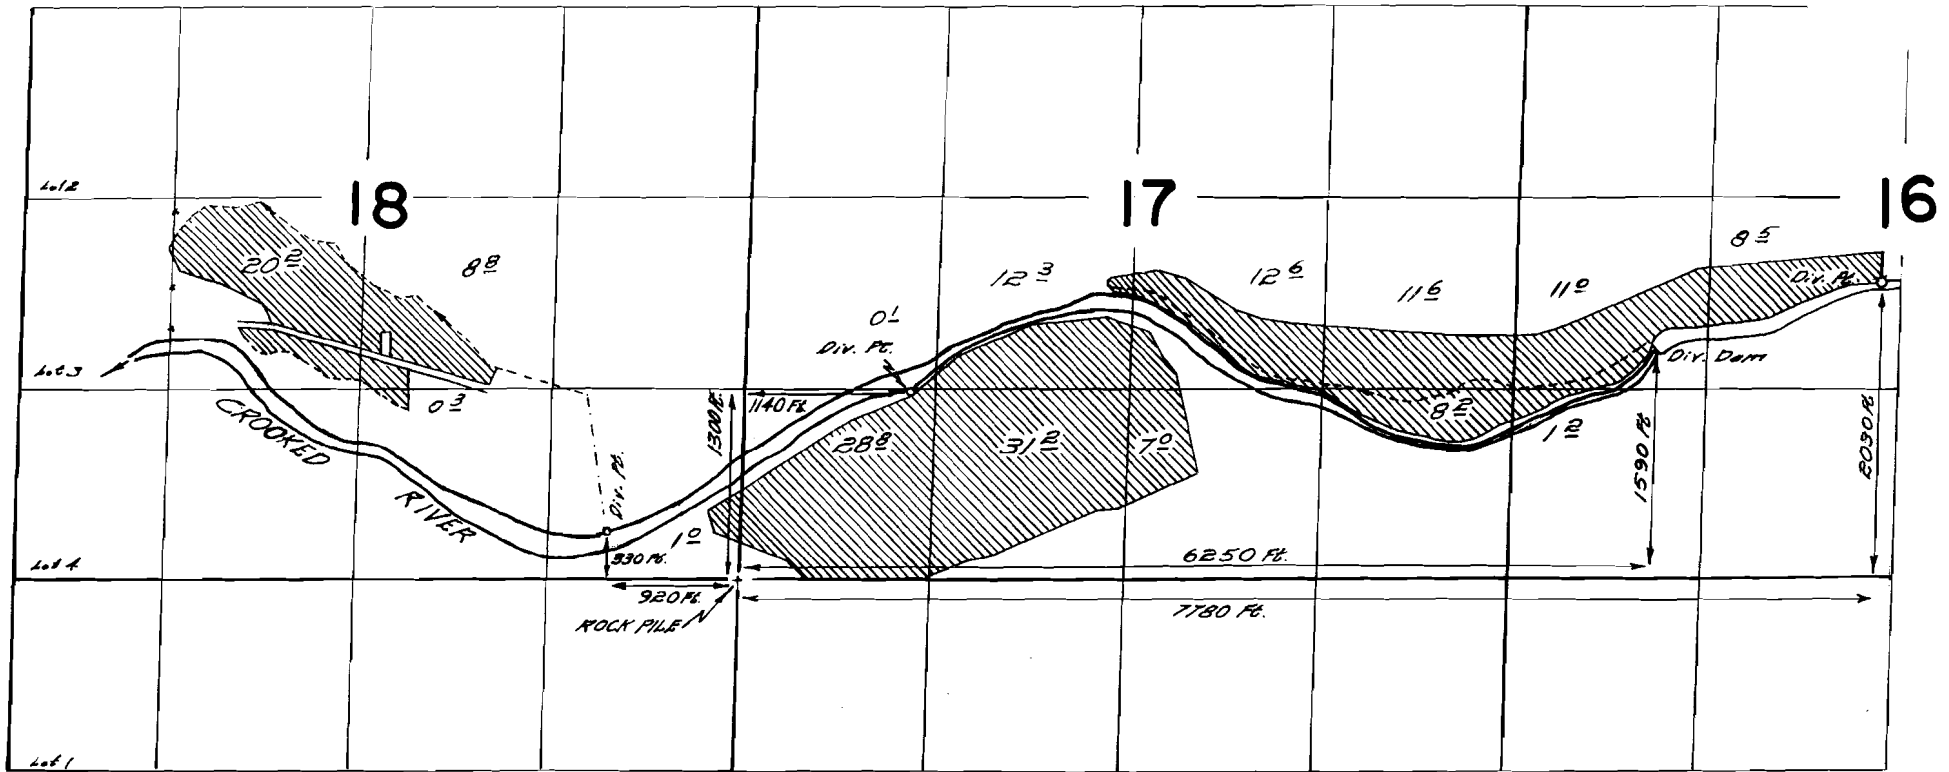 Lot 2
18
17
16
20 2
8 8
12 3
12 6
11 6
11 0
8 5
Div. Pt.
0 1
Div. Pt.
Div. Dam
Lot 3
0 3
CROOKED
RIVER
1140 Ft.
1300 Ft.
28 8
31 2
7 0
8 2
1 2
1590 Ft
2030 Ft
Div. Pt.
1 0
330 Ft.
Lot 4
6250 Ft.
920 Ft.
7780 Ft.
ROCK PILE
Lot 1